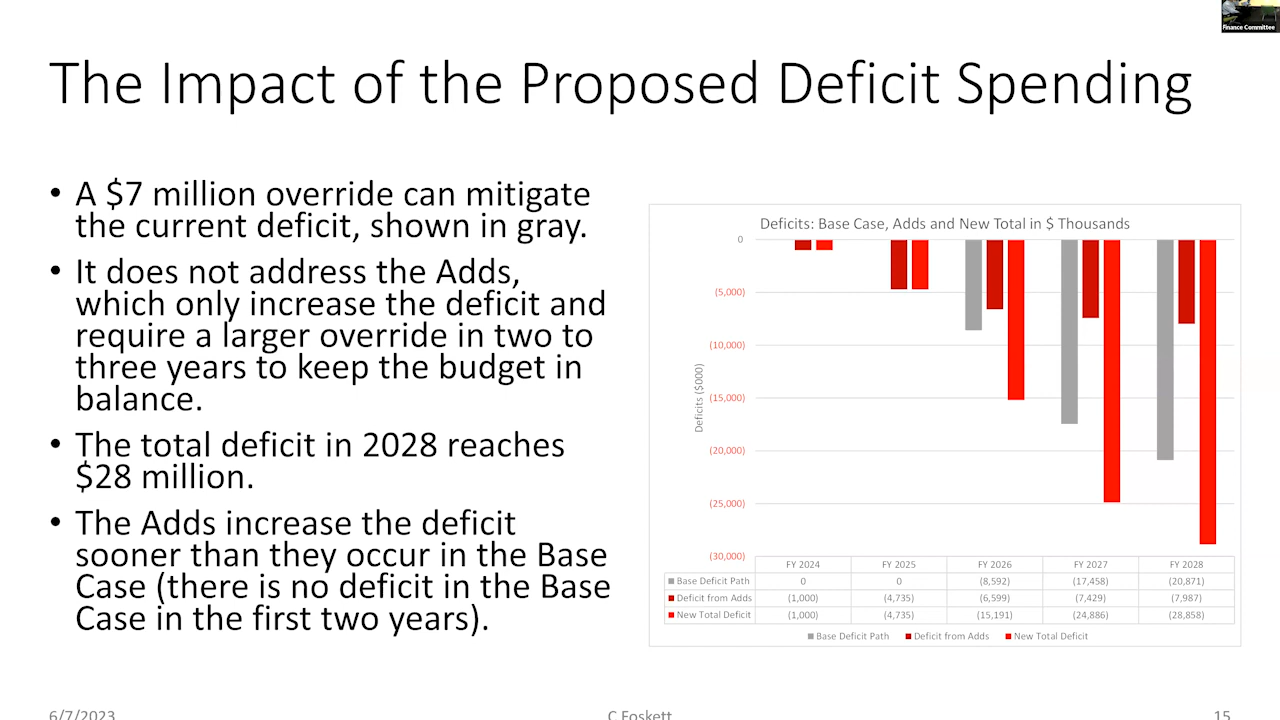 Finance Committee
The Impact of the Proposed Deficit Spending
• A $7 million override can mitigate
the current deficit, shown in gray.
• It does not address the Adds,
which only increase the deficit and
require a larger override in two to
three years to keep the budget in
balance.
• The total deficit in 2028 reaches
$28 million.
• The Adds increase the deficit
sooner than they occur in the Base
Case (there is no deficit in the Base
Case in the first two years).
Deficits: Base Case, Adds and New Total in $ Thousands
Deficits ($000)
0
(5,000)
(10,000)
(15,000)
(20,000)
(25,000)
(30,000)
FY 2024 FY 2025 FY 2026 FY 2027 FY 2028
Base Deficit Path 0 0 (8,592) (17,458) (20,871)
Deficit from Adds (1,000) (4,735) (6,599) (7,429) (7,987)
New Total Deficit (1,000) (4,735) (15,191) (24,886) (28,858)
Base Deficit Path Deficit from Adds New Total Deficit
6/7/2023 C Foskett 15